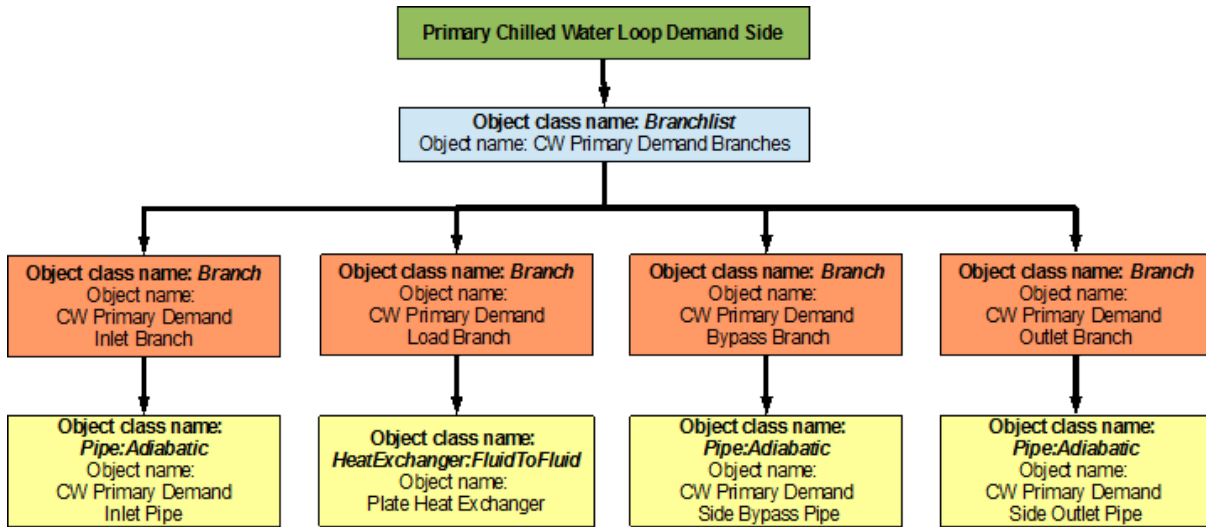 Primary Chilled Water Loop Demand Side
Object class name: Branchlist
Object name: CW Primary Demand Branches
Object class name: Branch
Object name:
CW Primary Demand
Inlet Branch
Object class name: Branch
Object name:
CW Primary Demand
Load Branch
Object class name: Branch
Object name:
CW Primary Demand
Bypass Branch
Object class name: Branch
Object name:
CW Primary Demand
Outlet Branch
Object class name:
Pipe:Adiabatic
Object name:
CW Primary Demand
Inlet Pipe
Object class name:
HeatExchanger:FluidToFluid
Object name:
Plate Heat Exchanger
Object class name:
Pipe:Adiabatic
Object name:
CW Primary Demand
Side Bypass Pipe
Object class name:
Pipe:Adiabatic
Object name:
CW Primary Demand
Side Outlet Pipe